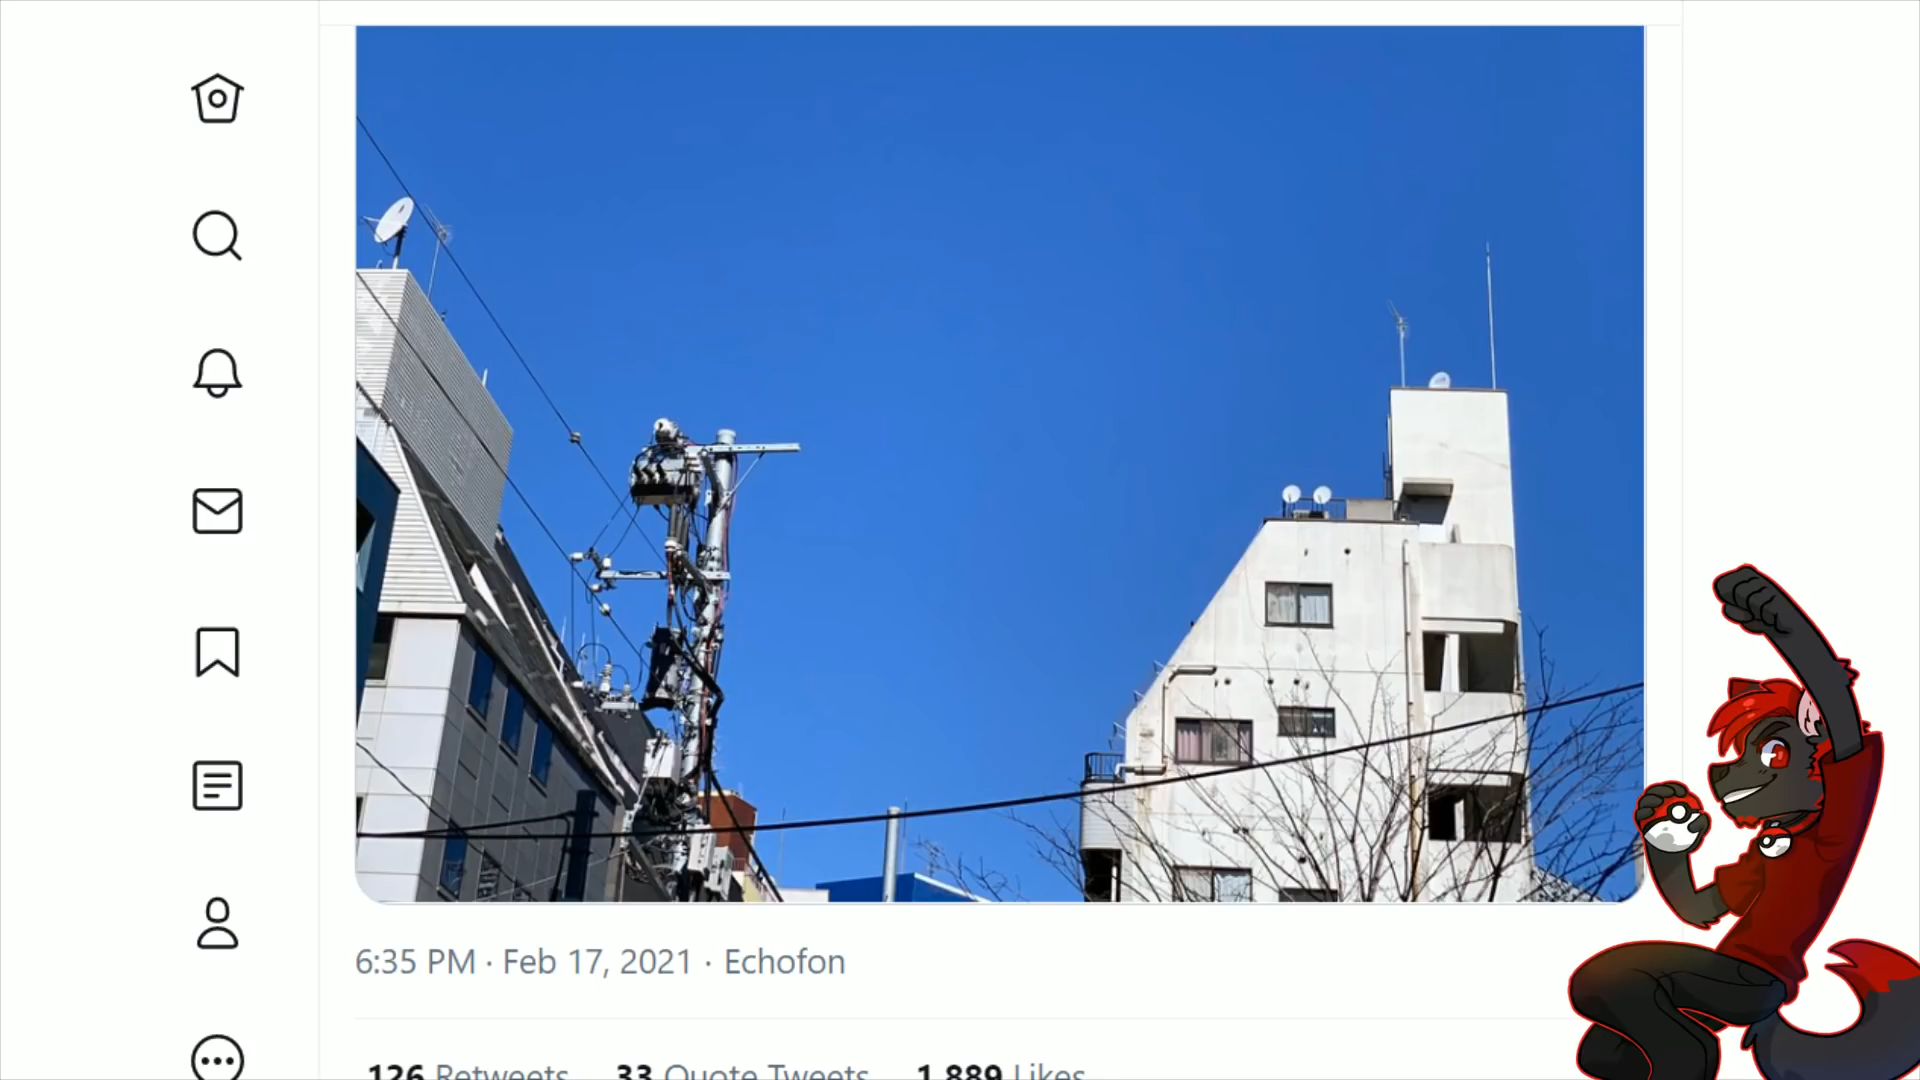 6:35 PM · Feb 17, 2021 · Echofon
126 Retweets 33 Quote Tweets 1,889 Likes